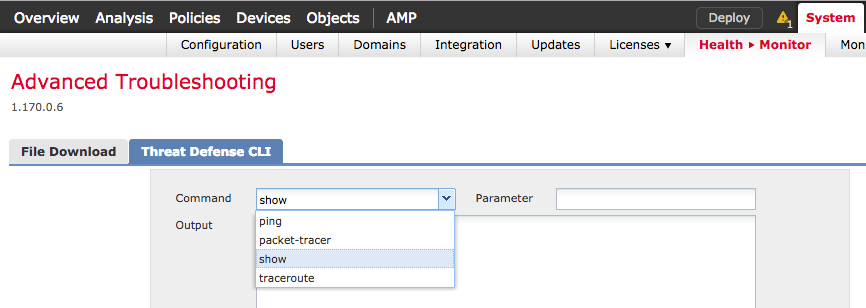 Overview Analysis Policies Devices Objects AMP Deploy 1 System
Configuration Users Domains Integration Updates Licenses ▼ Health ▸ Monitor Mon
Advanced Troubleshooting
1.170.0.6
File Download Threat Defense CLI
Command show Parameter
Output
ping
packet-tracer
show
traceroute